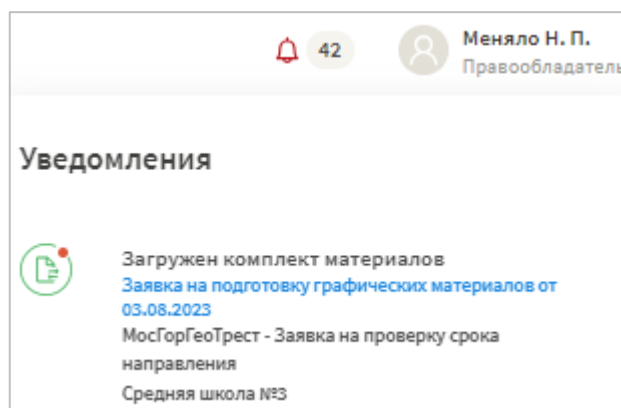 42
Меняло Н. П.
Правообладатель
Уведомления
Загружен комплект материалов
Заявка на подготовку графических материалов от
03.08.2023
МосГорГеоТрест - Заявка на проверку срока
направления
Средняя школа №3